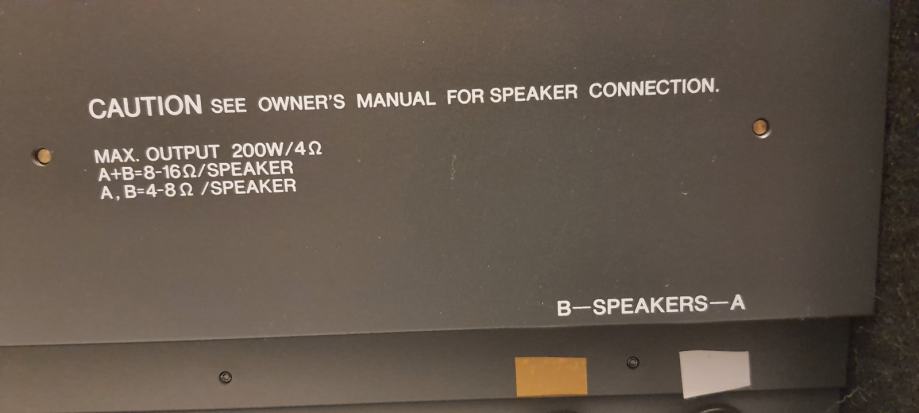 CAUTION SEE OWNER'S MANUAL FOR SPEAKER CONNECTION.
MAX. OUTPUT 200W/4Ω
A+B=8-16Ω/SPEAKER
A, B=4-8Ω /SPEAKER
B—SPEAKERS—A